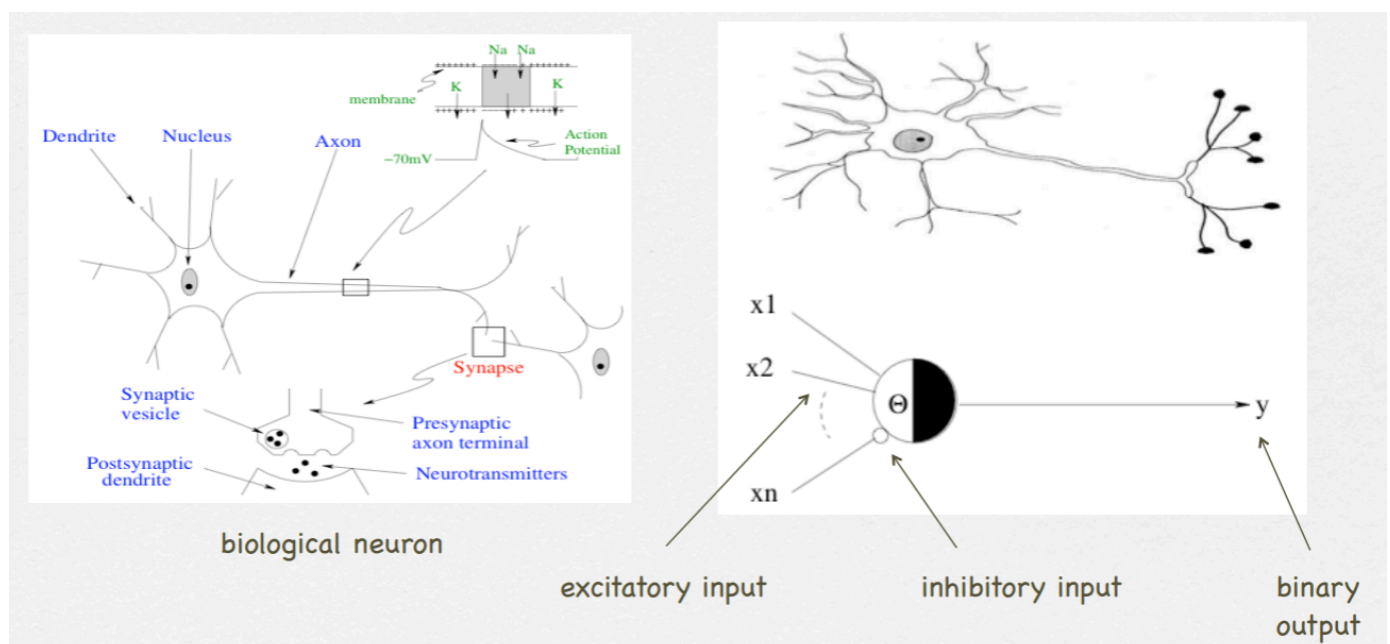 Na Na
K
K
membrane
Action
Potential
−70mV
Dendrite
Nucleus
Axon
Synapse
Synaptic
vesicle
Presynaptic
axon terminal
Postsynaptic
dendrite
Neurotransmitters
biological neuron
x1
x2
Θ
y
xn
excitatory input
inhibitory input
binary
output